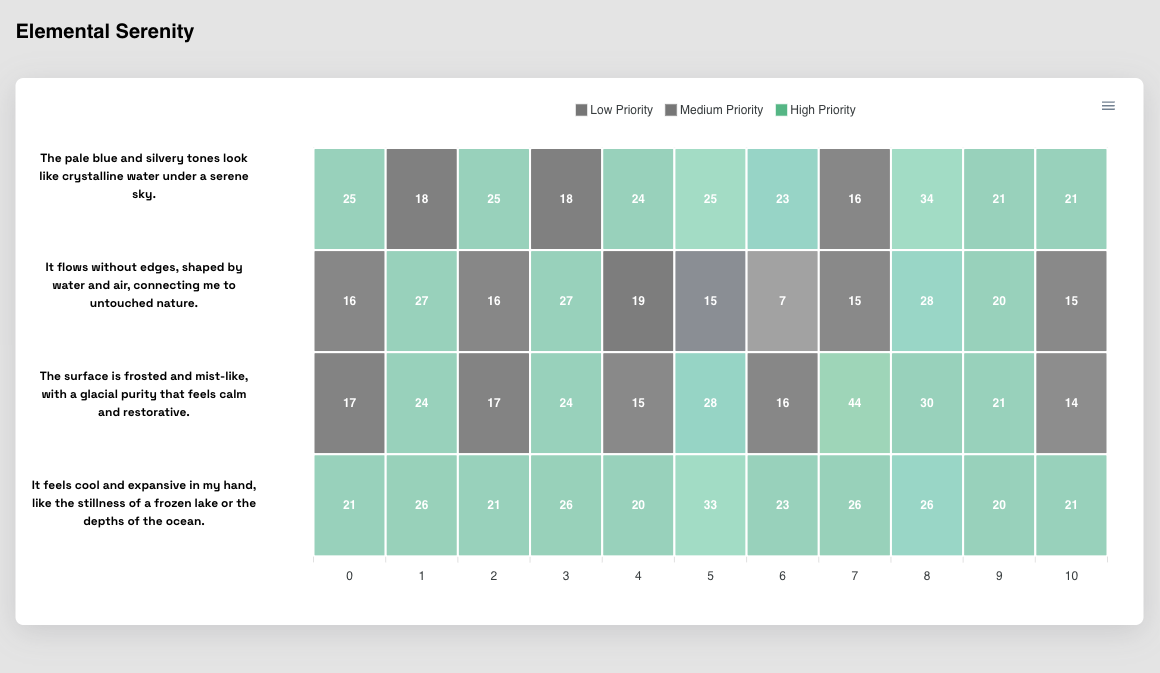 Elemental Serenity
Low Priority Medium Priority High Priority
The pale blue and silvery tones look
like crystalline water under a serene
sky.
25 18 25 18 24 25 23 16 34 21 21
It flows without edges, shaped by
water and air, connecting me to
untouched nature.
16 27 16 27 19 15 7 15 28 20 15
The surface is frosted and mist-like,
with a glacial purity that feels calm
and restorative.
17 24 17 24 15 28 16 44 30 21 14
It feels cool and expansive in my hand,
like the stillness of a frozen lake or the
depths of the ocean.
21 26 21 26 20 33 23 26 26 20 21
0 1 2 3 4 5 6 7 8 9 10